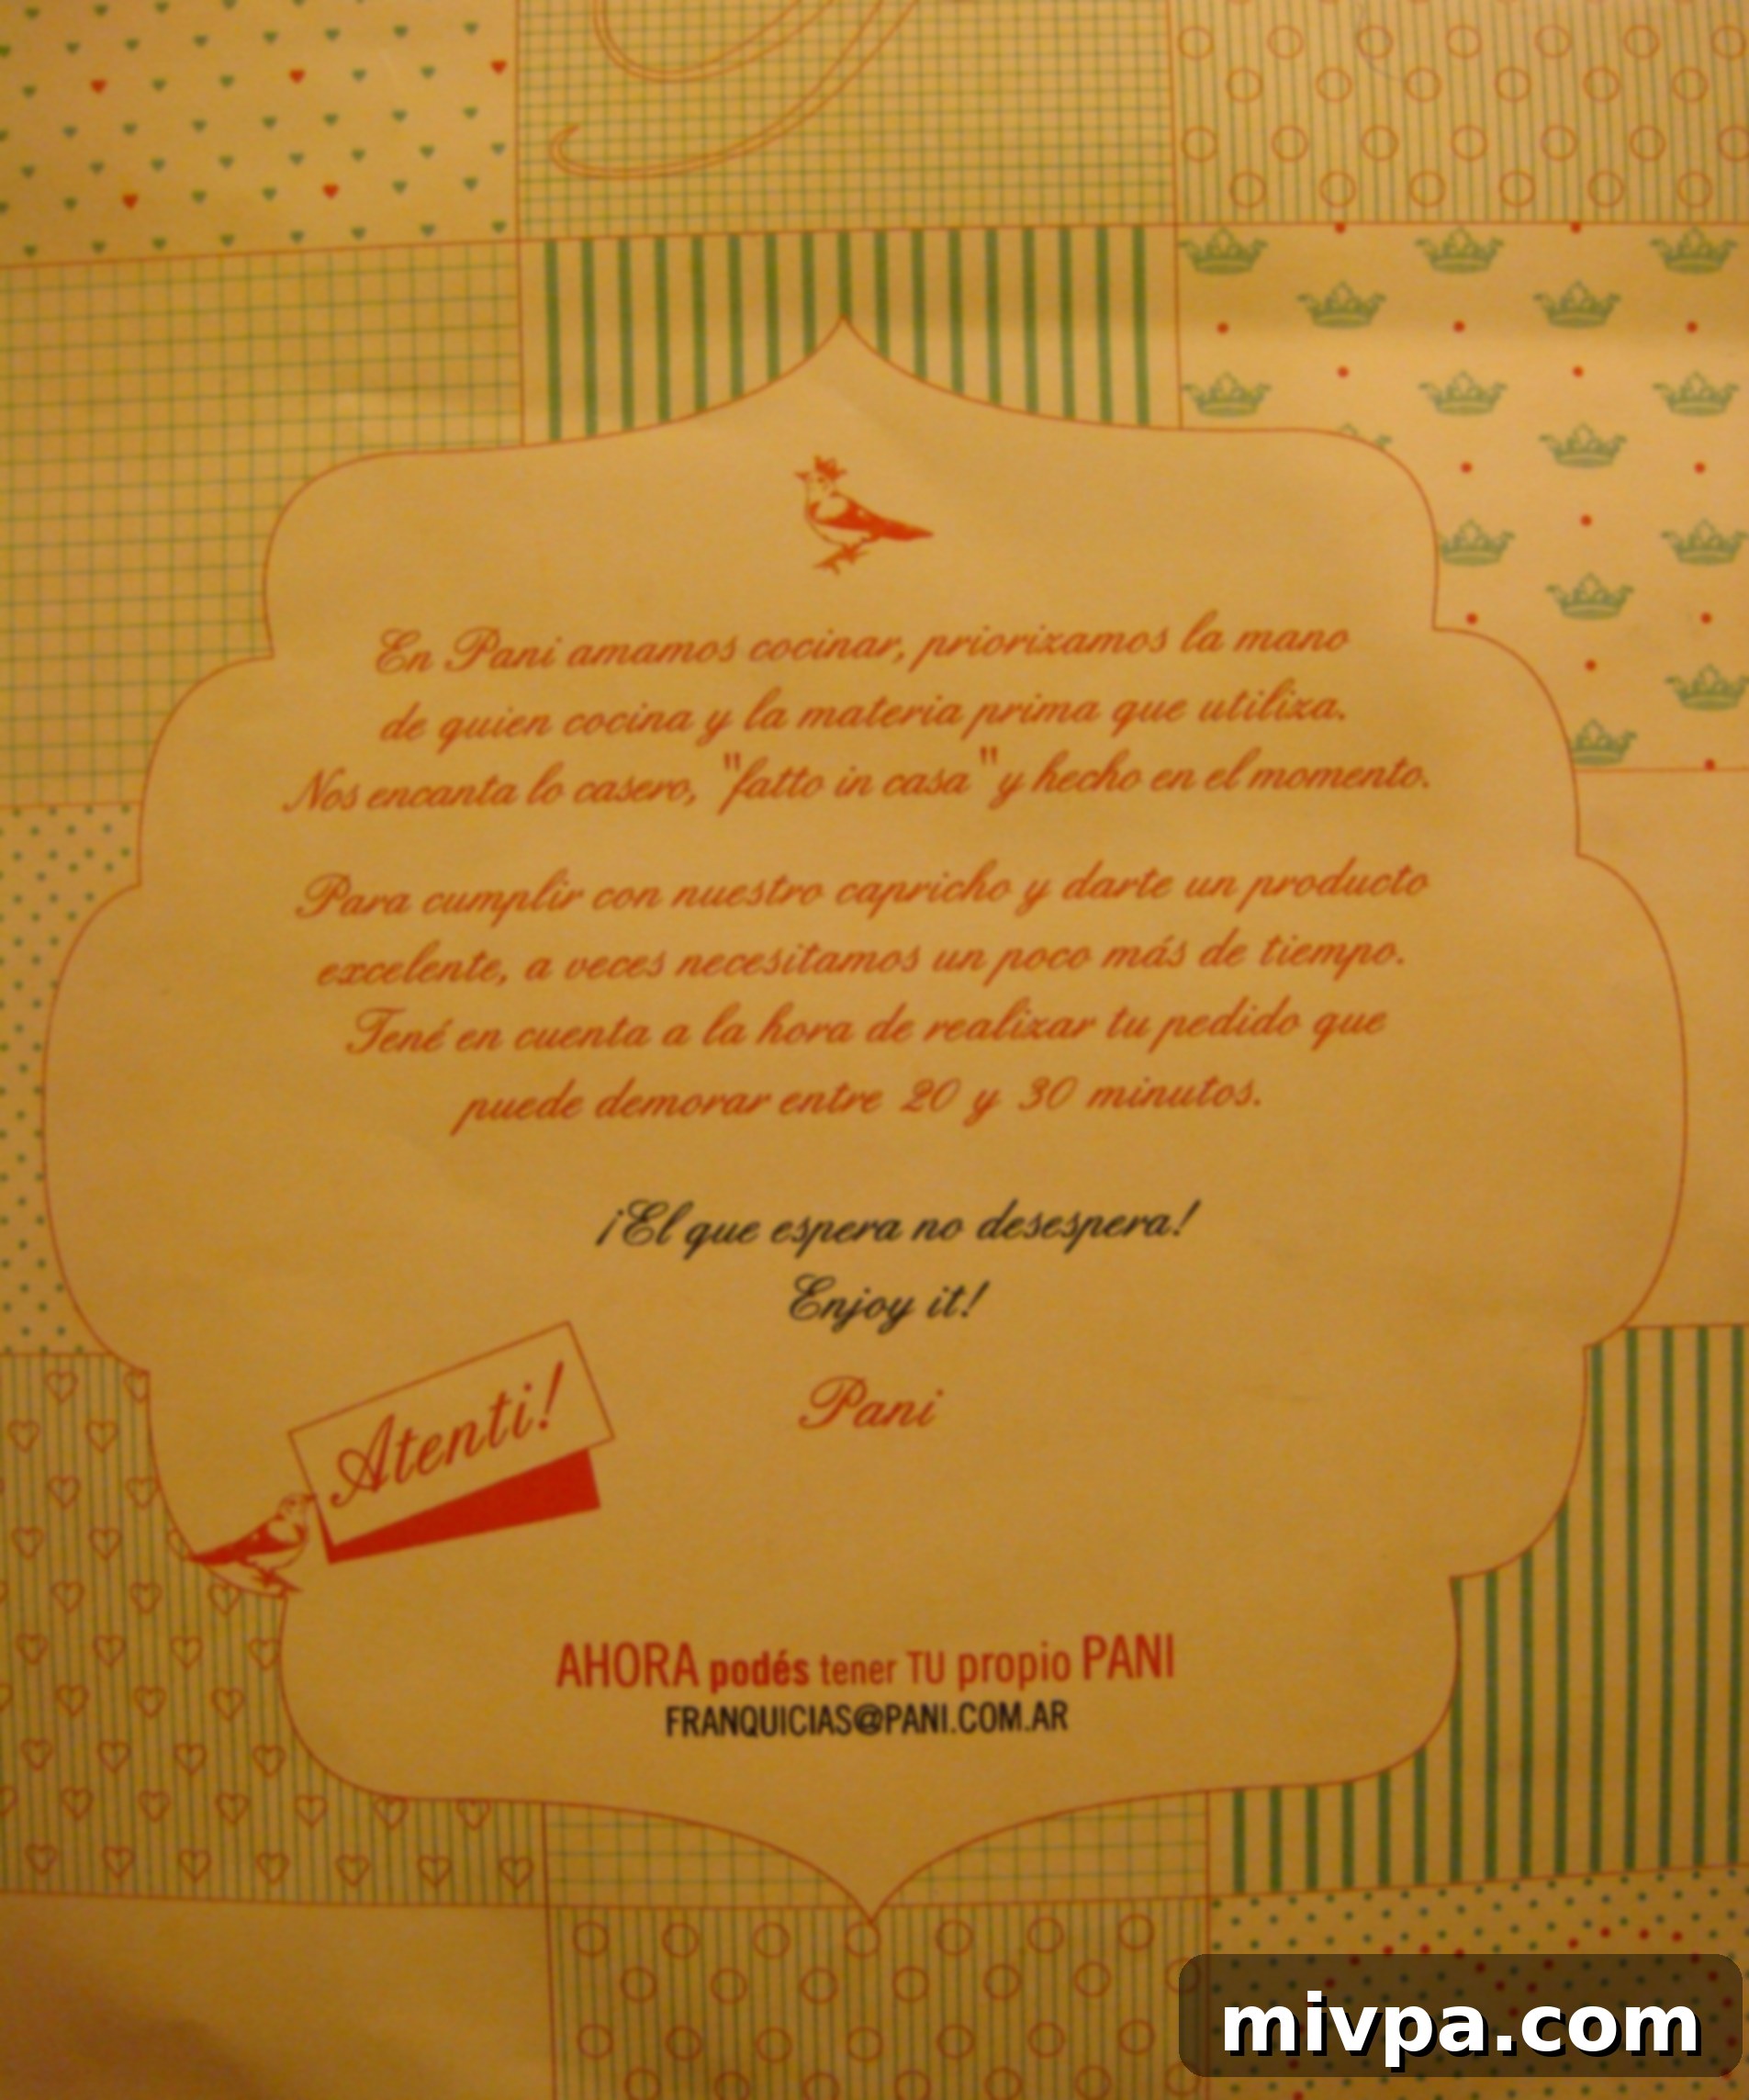 En Pani amamos cocinar, priorizamos la mano
de quien cocina y la materia prima que utiliza.
Nos encanta lo casero, "fatto in casa" y hecho en el momento.
Para cumplir con nuestro capricho y darte un producto
excelente, a veces necesitamos un poco más de tiempo.
Tené en cuenta a la hora de realizar tu pedido que
puede demorar entre 20 y 30 minutos.
¡El que espera no desespera!
Enjoy it!
Pani
Atenti!
AHORA podés tener TU propio PANI
FRANQUICIAS@PANI.COM.AR
mivpa.com